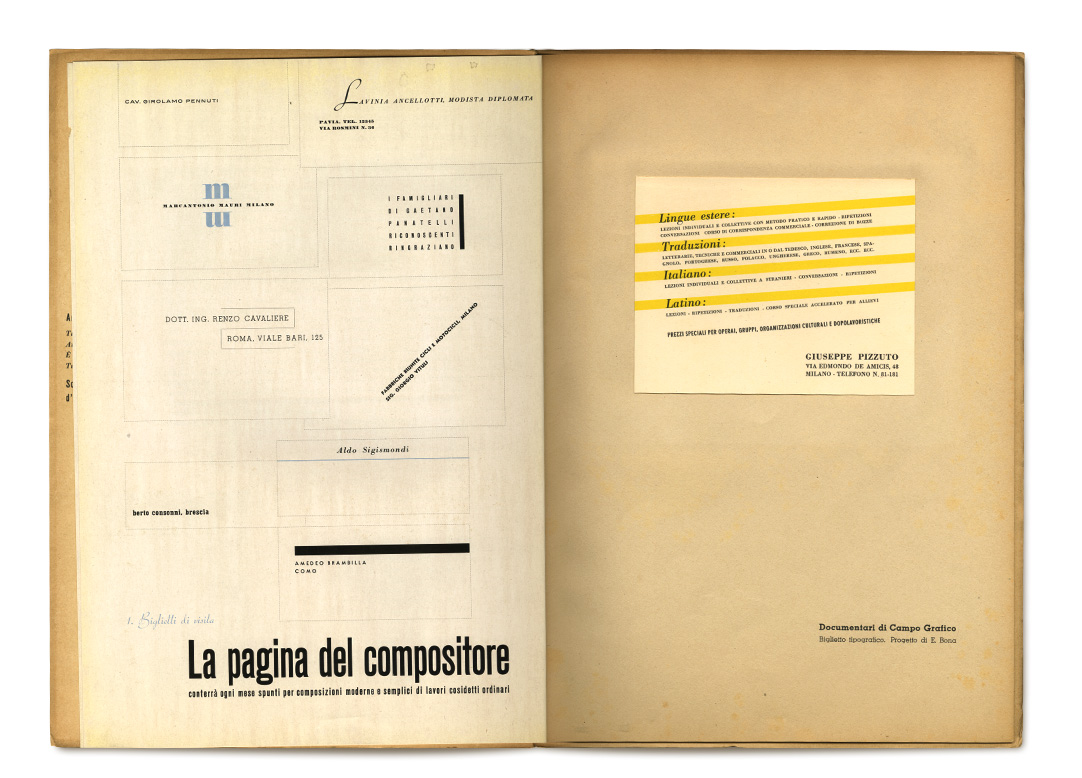 CAV. GIROLAMO PENNUTI
LAVINIA ANCELLOTTI, MODISTA DIPLOMATA
PAVIA. TEL. 12345
VIA ROSMINI N. 56
m
MARCANTONIO MAURI MILANO
m
I FAMIGLIARI
DI GAETANO
PANATELLI
RICONOSCENTI
RINGRAZIANO
DOTT. ING. RENZO CAVALIERE
ROMA, VIALE BARI, 125
FABBRICHE RIUNITE CICLI E MOTOCICLI, MILANO
SIG. GIORGIO VITULI
Aldo Sigismondi
berto consonni, brescia
AMEDEO BRAMBILLA
COMO
1. Biglietti di visita
La pagina del compositore
conterrà ogni mese spunti per composizioni moderne e semplici di lavori cosidetti ordinari
Lingue estere:
LEZIONI INDIVIDUALI E COLLETTIVE CON METODO PRATICO E RAPIDO - RIPETIZIONI
CONVERSAZIONI CORSO DI CORRISPONDENZA COMMERCIALE - CORREZIONE DI BOZZE
Traduzioni:
LETTERARIE, TECNICHE E COMMERCIALI IN O DAL TEDESCO, INGLESE, FRANCESE, SPA-
GNOLO, PORTOGHESE, RUSSO, POLACCO, UNGHERESE, GRECO, RUMENO, ECC. ECC.
Italiano:
LEZIONI INDIVIDUALI E COLLETTIVE A STRANIERI - CONVERSAZIONI - RIPETIZIONI
Latino:
LEZIONI - RIPETIZIONI - TRADUZIONI - CORSO SPECIALE ACCELERATO PER ALLIEVI
PREZZI SPECIALI PER OPERAI, GRUPPI, ORGANIZZAZIONI CULTURALI E DOPOLAVORISTICHE
GIUSEPPE PIZZUTO
VIA EDMONDO DE AMICIS, 48
MILANO - TELEFONO N. 81-181
Documentari di Campo Grafico
Biglietto tipografico. Progetto di E. Bona